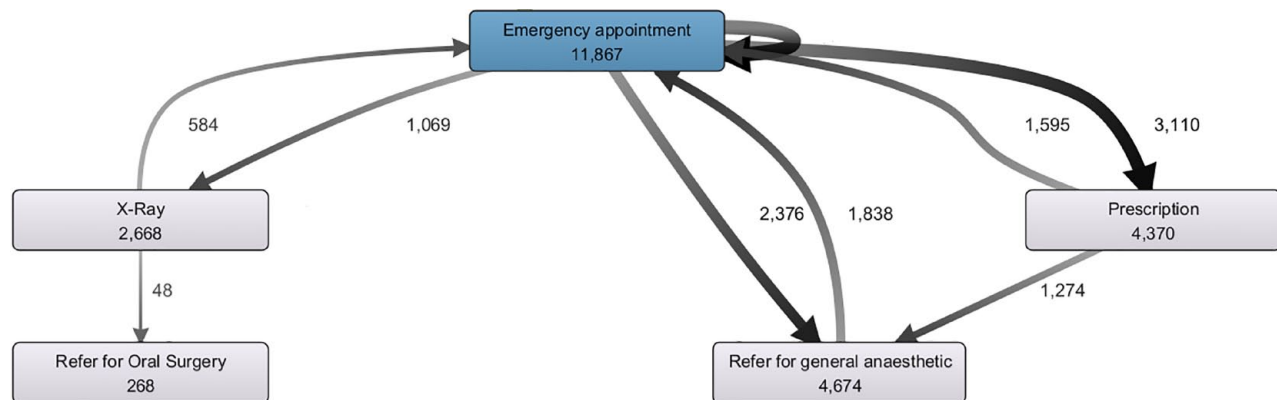 Emergency appointment
11,867
584
1,069
1,595
3,110
X-Ray
2,668
2,376
1,838
Prescription
4,370
48
1,274
Refer for Oral Surgery
268
Refer for general anaesthetic
4,674